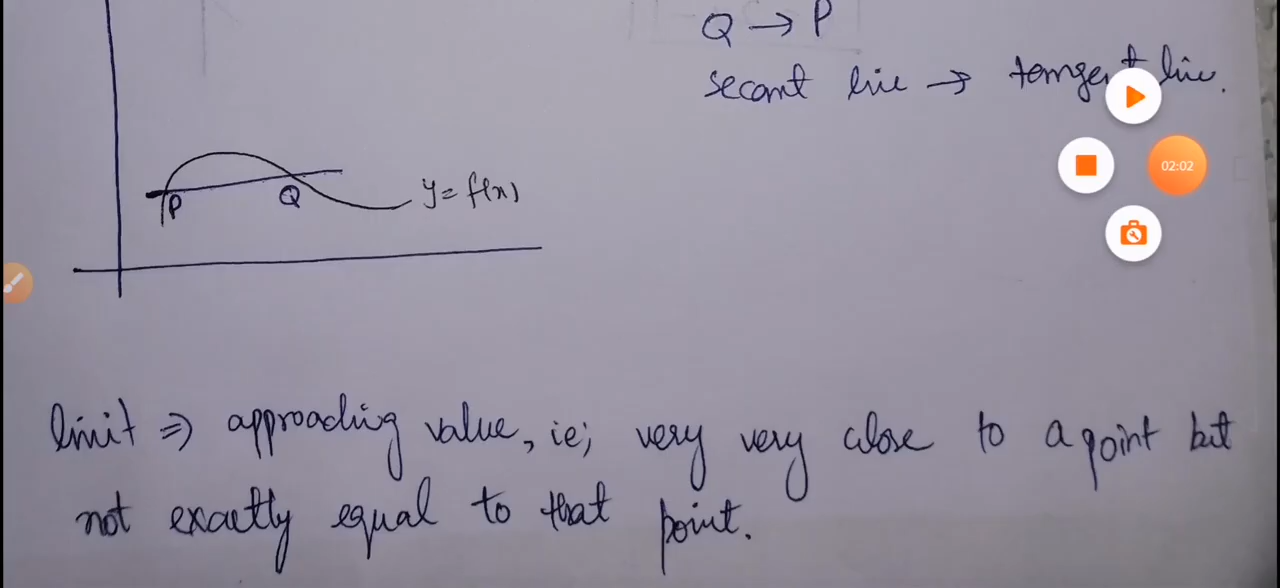 Q → P
secant line → tangent line.
P
Q
y = f(x)
02:02
limit ⇒ approaching value, ie; very very close to a point but
not exactly equal to that point.